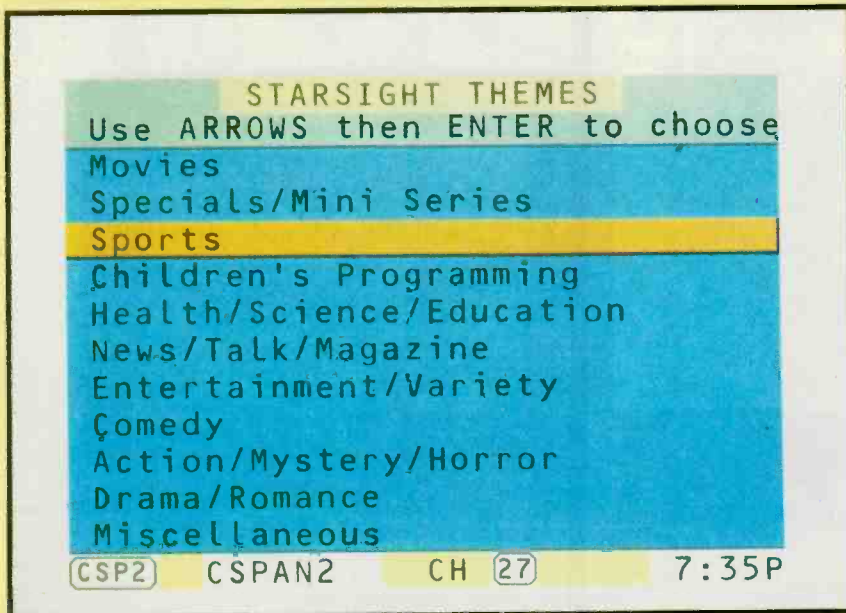 STARSIGHT THEMES
Use ARROWS then ENTER to choose
Movies
Specials/Mini Series
Sports
Children's Programming
Health/Science/Education
News/Talk/Magazine
Entertainment/Variety
Comedy
Action/Mystery/Horror
Drama/Romance
Miscellaneous
CSP2 CSPAN2 CH 27 7:35P